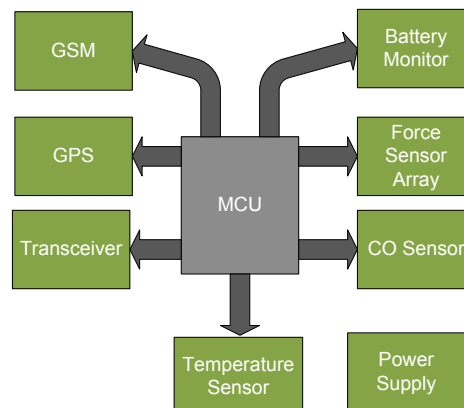 GSM
Battery
Monitor
GPS
MCU
Force
Sensor
Array
Transceiver
CO Sensor
Temperature
Sensor
Power
Supply